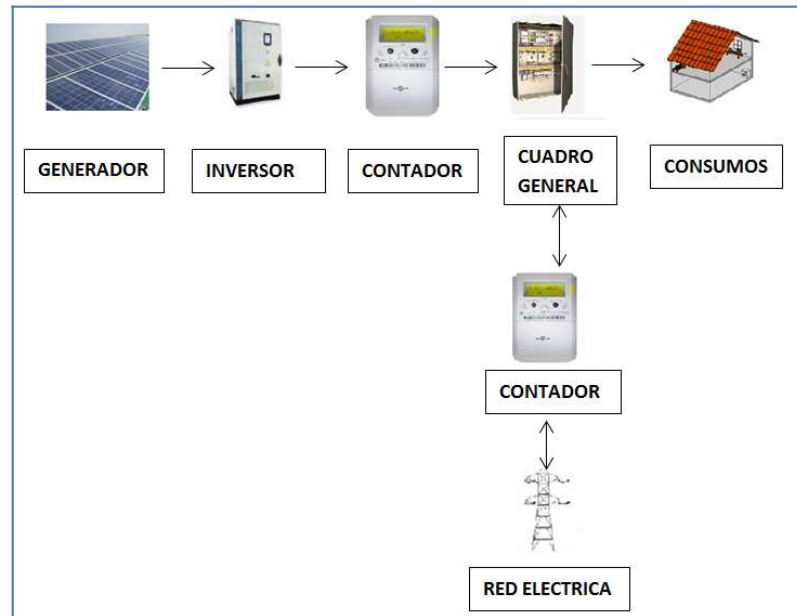 GENERADOR
INVERSOR
CONTADOR
CUADRO
GENERAL
CONSUMOS
CONTADOR
RED ELECTRICA